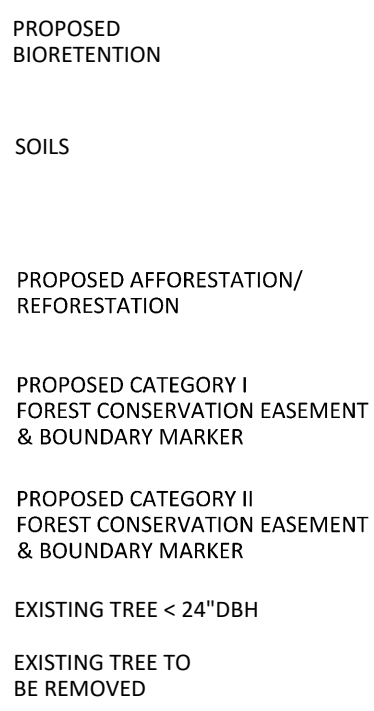 PROPOSED
BIORETENTION
SOILS
PROPOSED AFFORESTATION/
REFORESTATION
PROPOSED CATEGORY I
FOREST CONSERVATION EASEMENT
& BOUNDARY MARKER
PROPOSED CATEGORY II
FOREST CONSERVATION EASEMENT
& BOUNDARY MARKER
EXISTING TREE < 24"DBH
EXISTING TREE TO
BE REMOVED